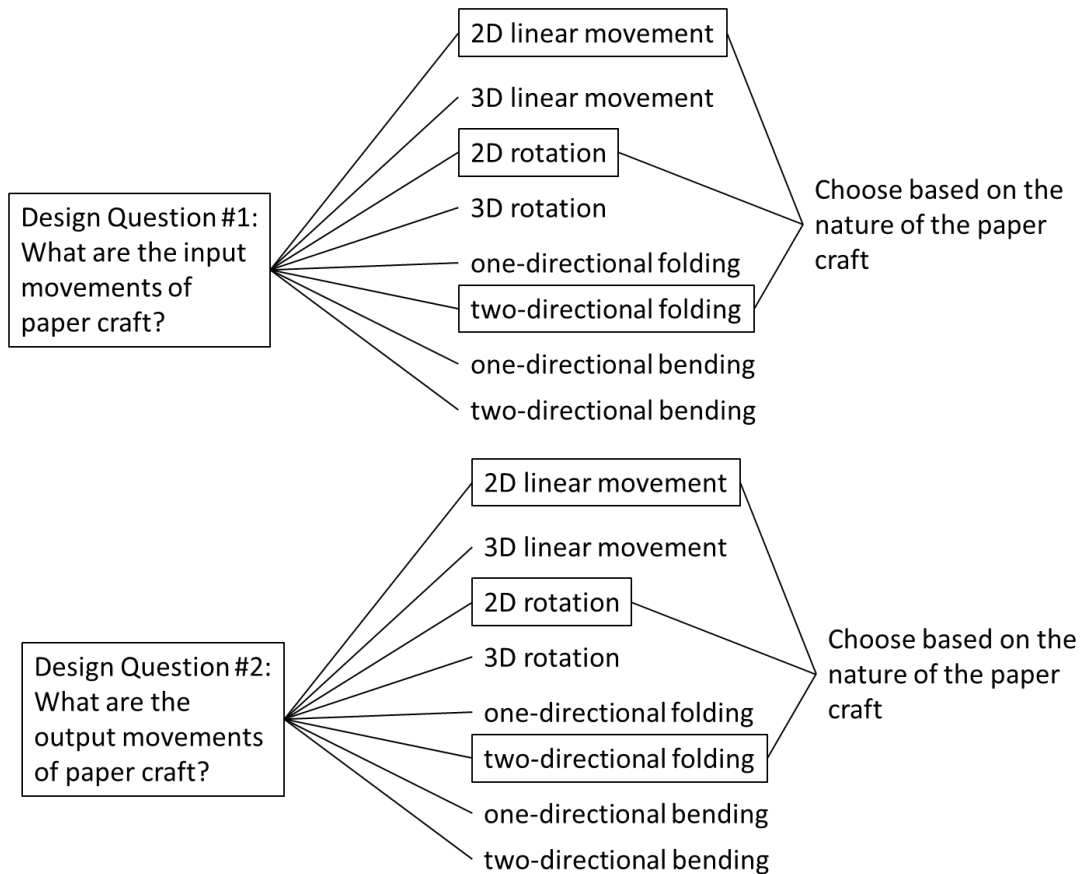 2D linear movement
3D linear movement
2D rotation
3D rotation
one-directional folding
two-directional folding
one-directional bending
two-directional bending
Design Question #1:
What are the input
movements of
paper craft?
Choose based on the
nature of the paper
craft
2D linear movement
3D linear movement
2D rotation
3D rotation
one-directional folding
two-directional folding
one-directional bending
two-directional bending
Design Question #2:
What are the
output movements
of paper craft?
Choose based on the
nature of the paper
craft